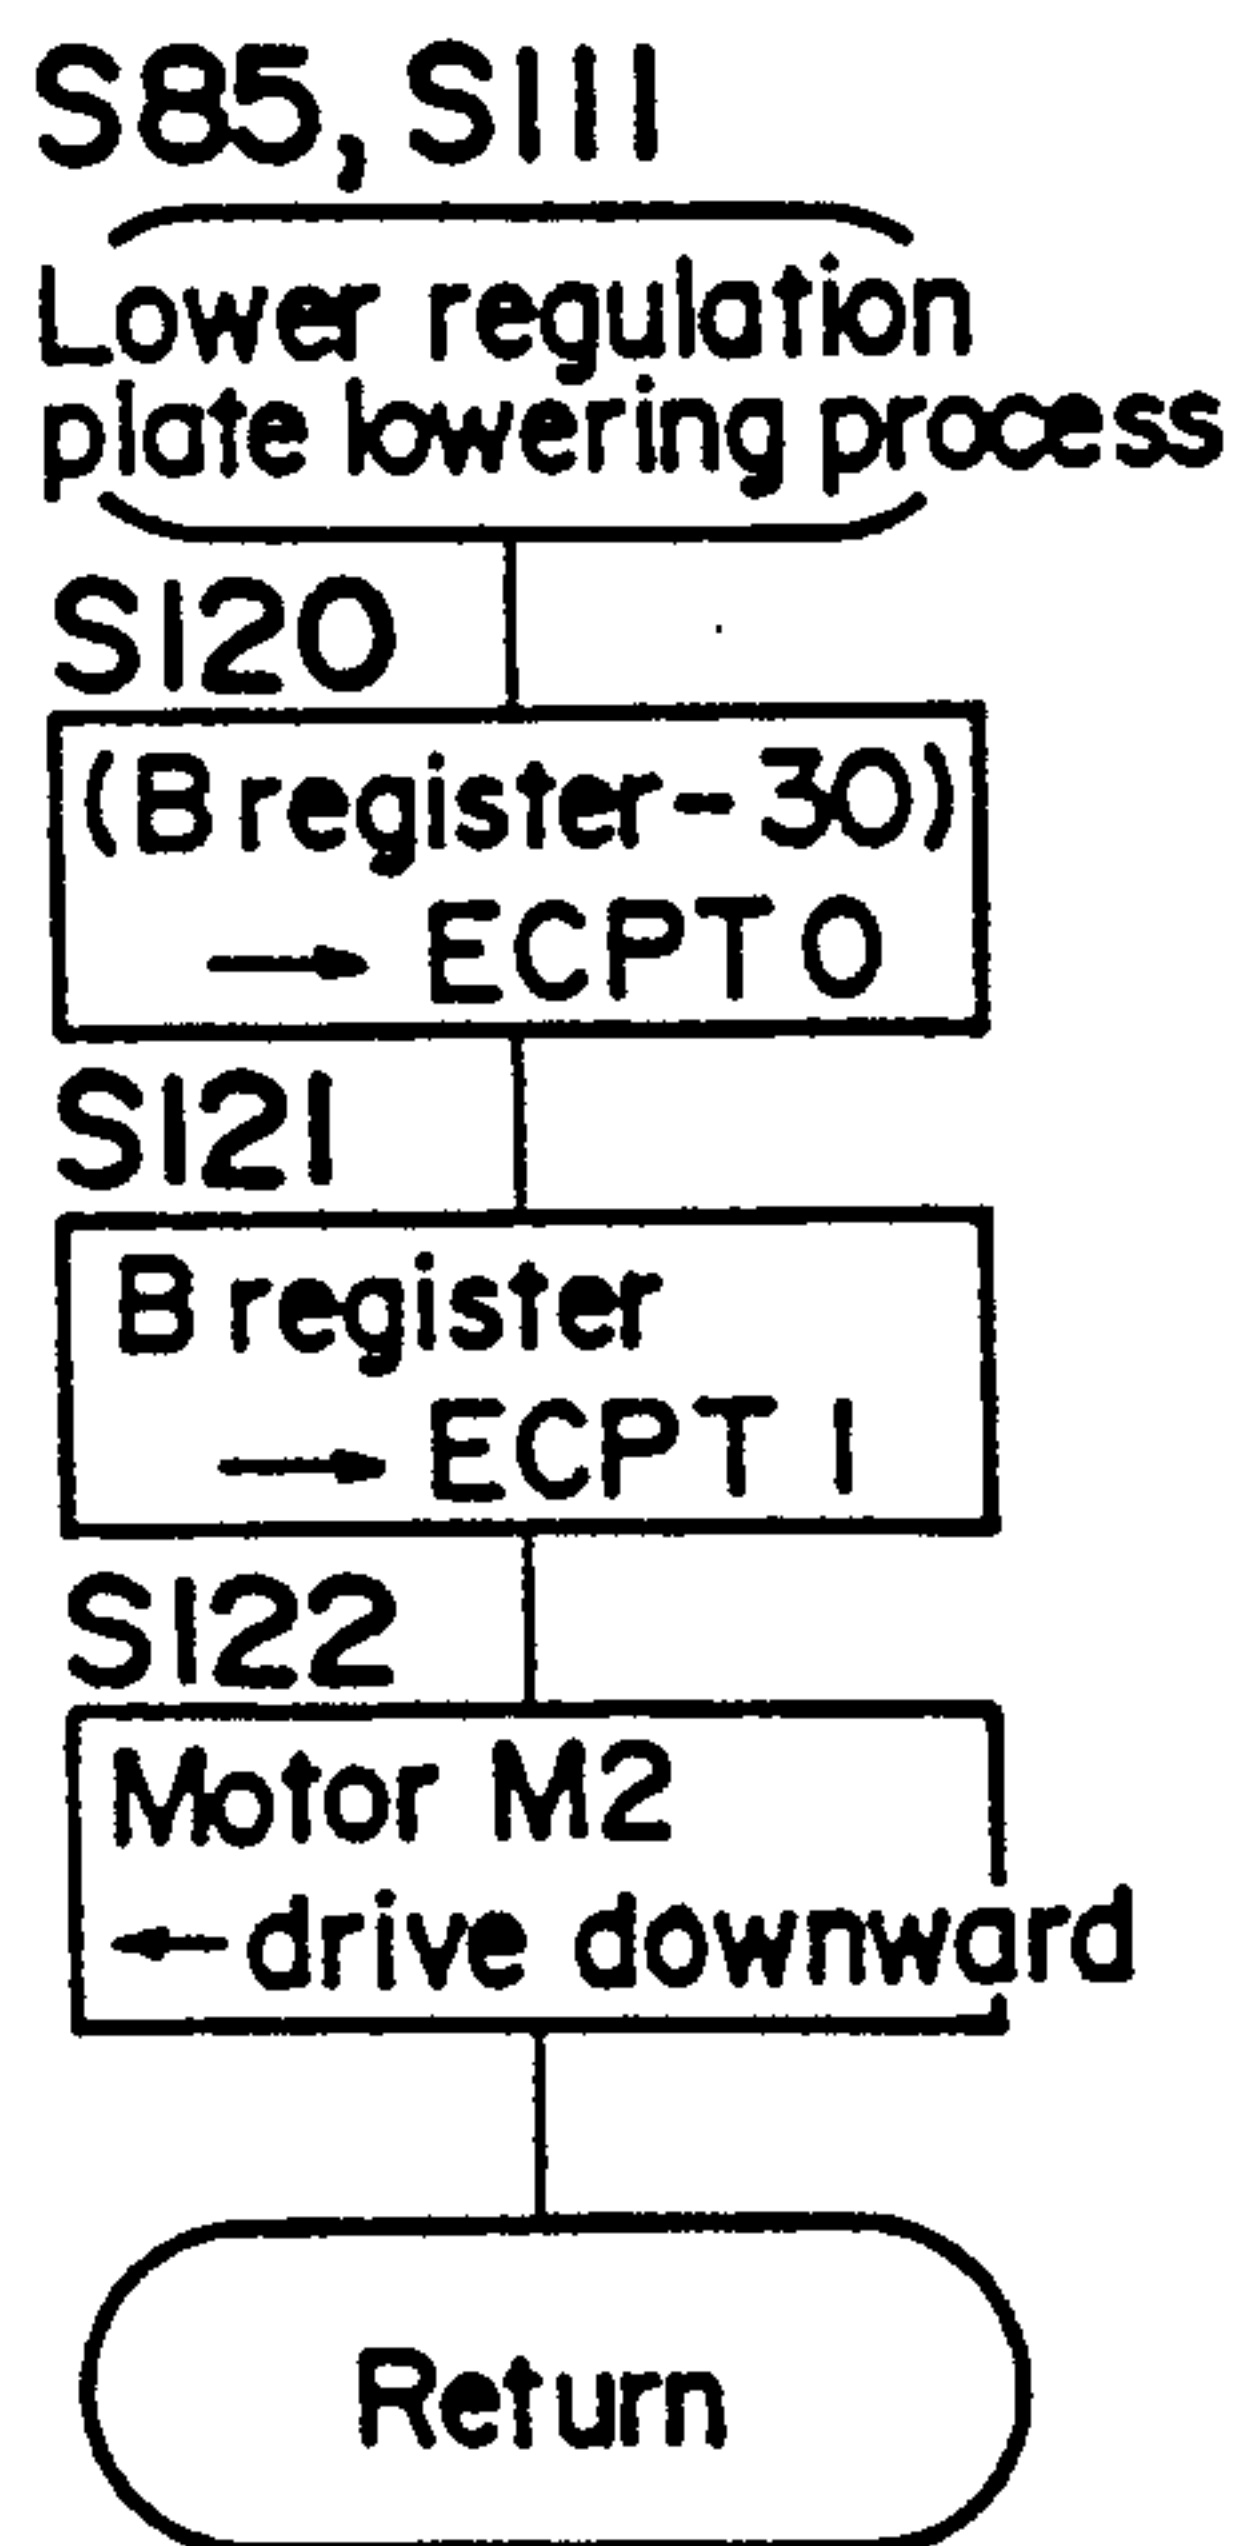 S85, S111
Lower regulation
plate lowering process
S120
(B register - 30)
→ ECPT 0
S121
B register
→ ECPT 1
S122
Motor M2
← drive downward
Return